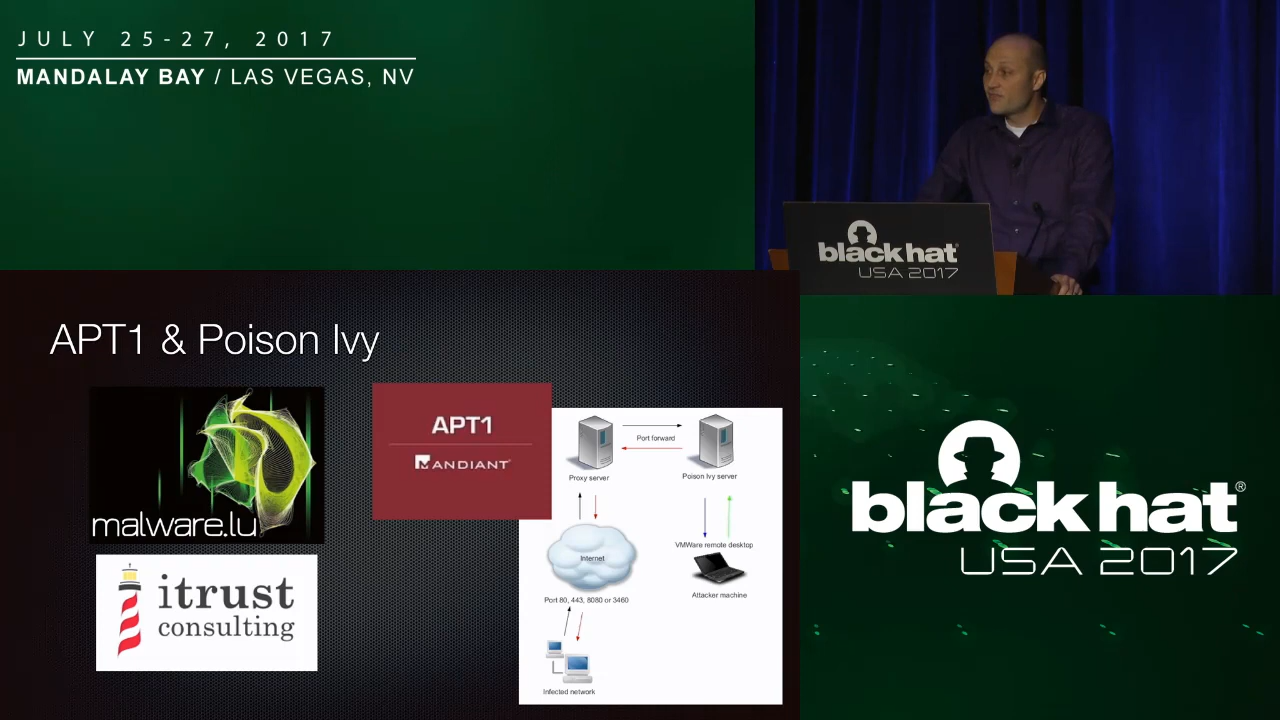 JULY 25-27, 2017
MANDALAY BAY / LAS VEGAS, NV
black hat
USA 2017
APT1 & Poison Ivy
malware.lu
itrust
consulting
APT1
MANDIANT
Port forward
Proxy server
Poison Ivy server
Internet
VMWare remote desktop
Port 80, 443, 8080 or 3460
Attacker machine
Infected network
black hat®
USA 2017